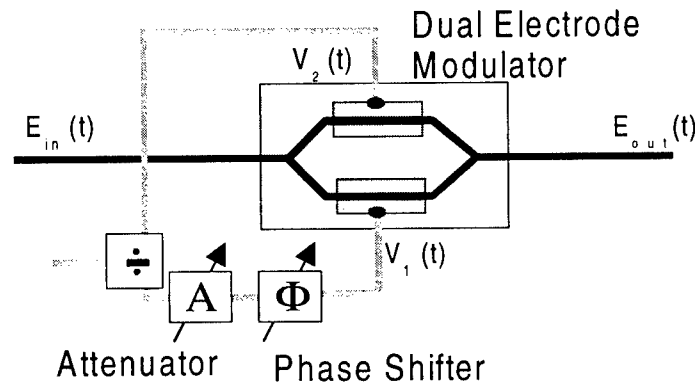 Dual Electrode
Modulator
V2 (t)
Ein (t)
Eout (t)
÷
A
Φ
V1 (t)
Attenuator
Phase Shifter